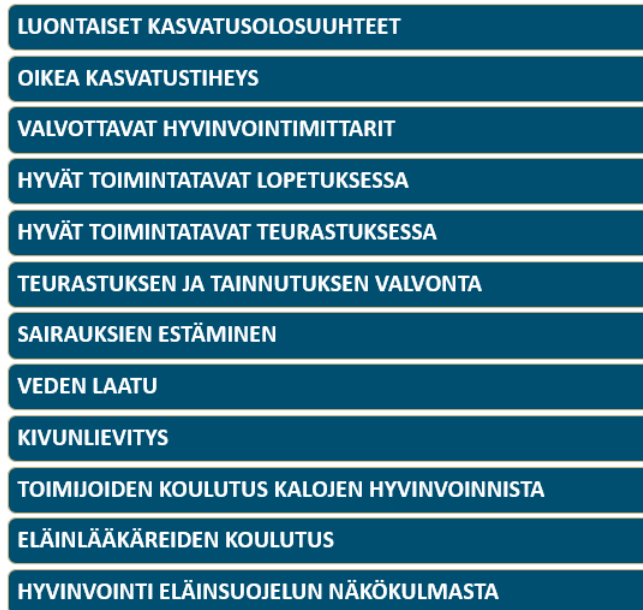 LUONTAISET KASVATUSOLOSUHTEET
OIKEA KASVATUSTIHEYS
VALVOTTAVAT HYVINVOINTIMITTARIT
HYVÄT TOIMINTATAVAT LOPETUKSESSA
HYVÄT TOIMINTATAVAT TEURASTUKSESSA
TEURASTUKSEN JA TAINNUTUKSEN VALVONTA
SAIRAUKSIEN ESTÄMINEN
VEDEN LAATU
KIVUNLIEVITYS
TOIMIJOIDEN KOULUTUS KALOJEN HYVINVOINNISTA
ELÄINLÄÄKÄREIDEN KOULUTUS
HYVINVOINTI ELÄINSUOJELUN NÄKÖKULMASTA